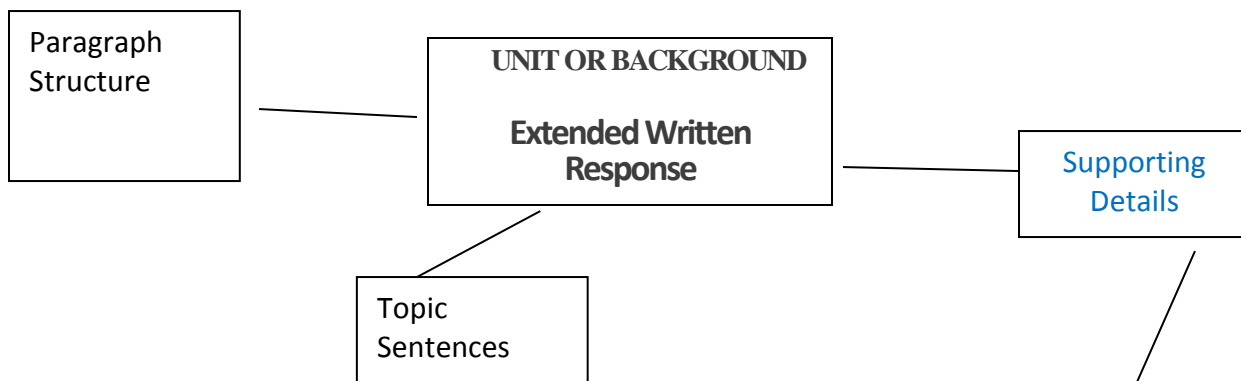 Paragraph
Structure
UNIT OR BACKGROUND
Extended Written
Response
Supporting
Details
Topic
Sentences